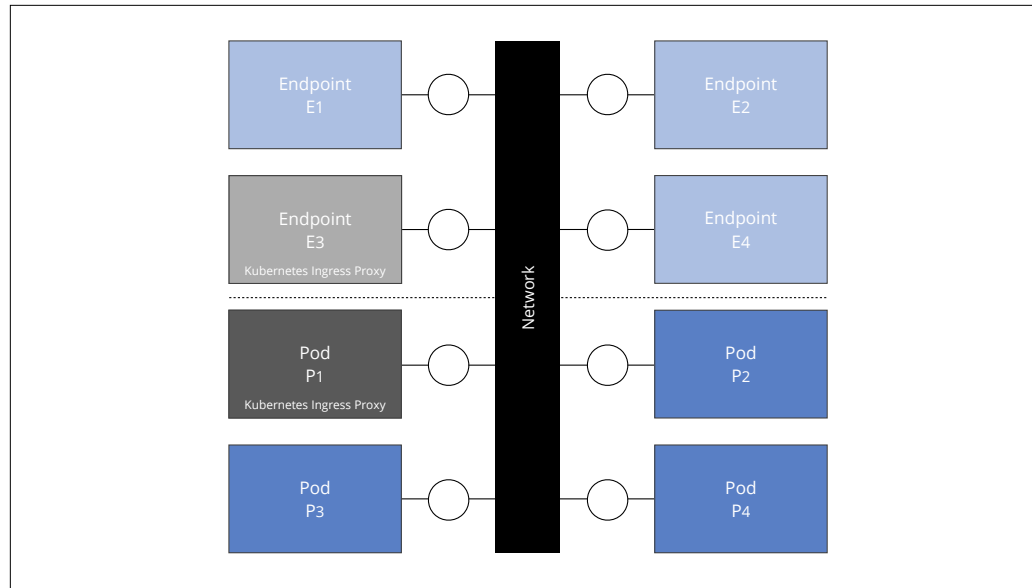 Endpoint
E1
Endpoint
E2
Endpoint
E3
Kubernetes Ingress Proxy
Endpoint
E4
Network
Pod
P1
Kubernetes Ingress Proxy
Pod
P2
Pod
P3
Pod
P4